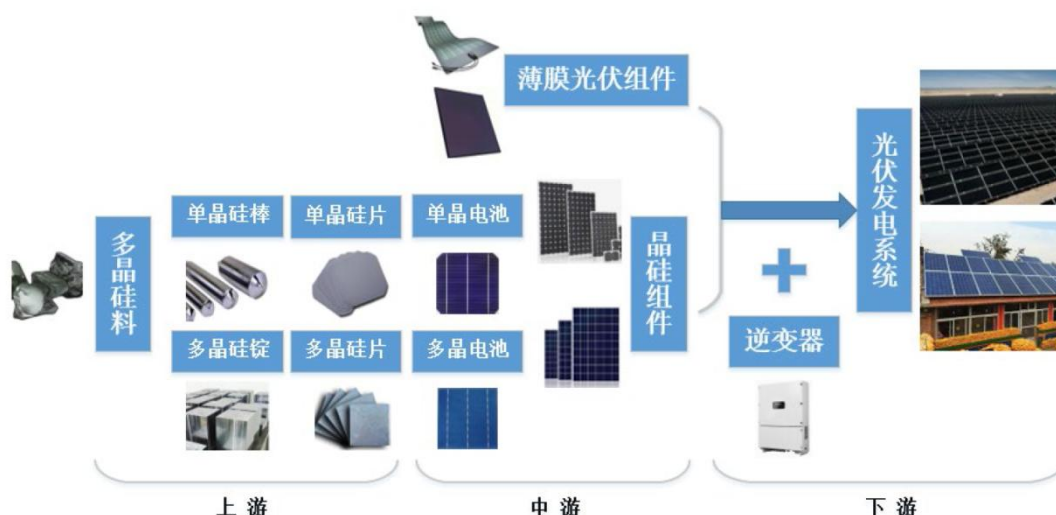 薄膜光伏组件
多晶硅料
单晶硅棒
单晶硅片
单晶电池
多晶硅锭
多晶硅片
多晶电池
晶硅组件
逆变器
光伏发电系统
上游
中游
下游